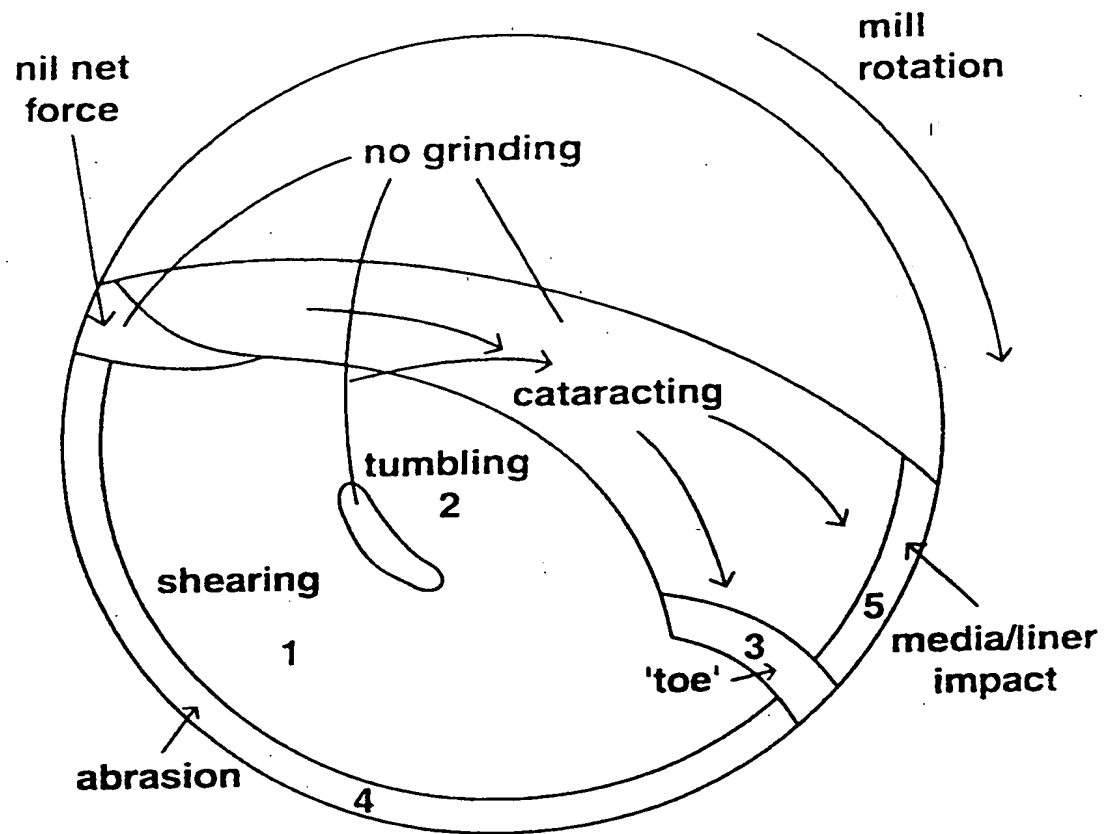 mill
rotation
nil net
force
no grinding
cataracting
tumbling
2
shearing
1
5
3
'toe'
media/liner
impact
abrasion
4